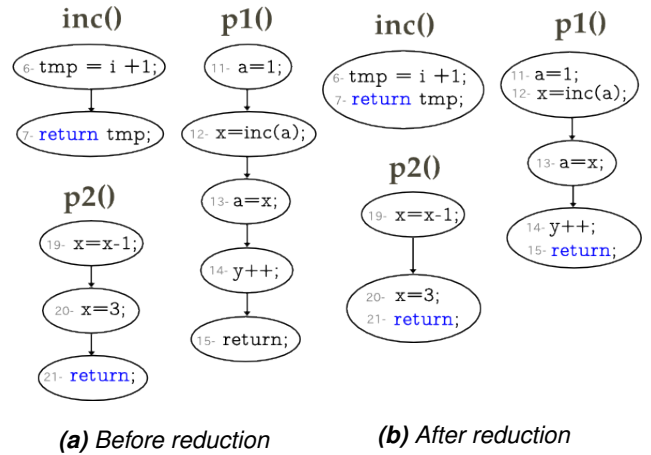 inc()
6- tmp = i +1;
7- return tmp;
p2()
19- x=x-1;
20- x=3;
21- return;
p1()
11- a=1;
12- x=inc(a);
13- a=x;
14- y++;
15- return;
(a) Before reduction
inc()
6- tmp = i +1;
7- return tmp;
p2()
19- x=x-1;
20- x=3;
21- return;
p1()
11- a=1;
12- x=inc(a);
13- a=x;
14- y++;
15- return;
(b) After reduction